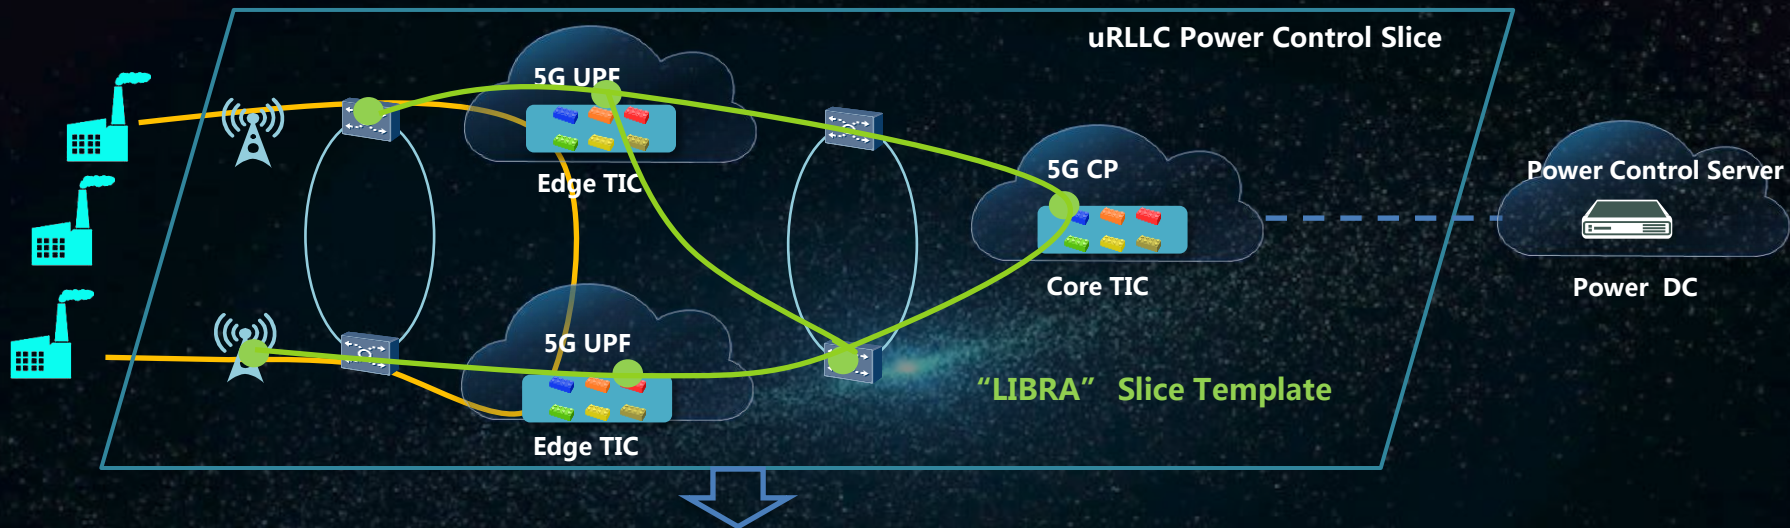 uRLLC Power Control Slice
5G UPF
Edge TIC
5G CP
Core TIC
Power Control Server
Power DC
5G UPF
Edge TIC
“LIBRA” Slice Template